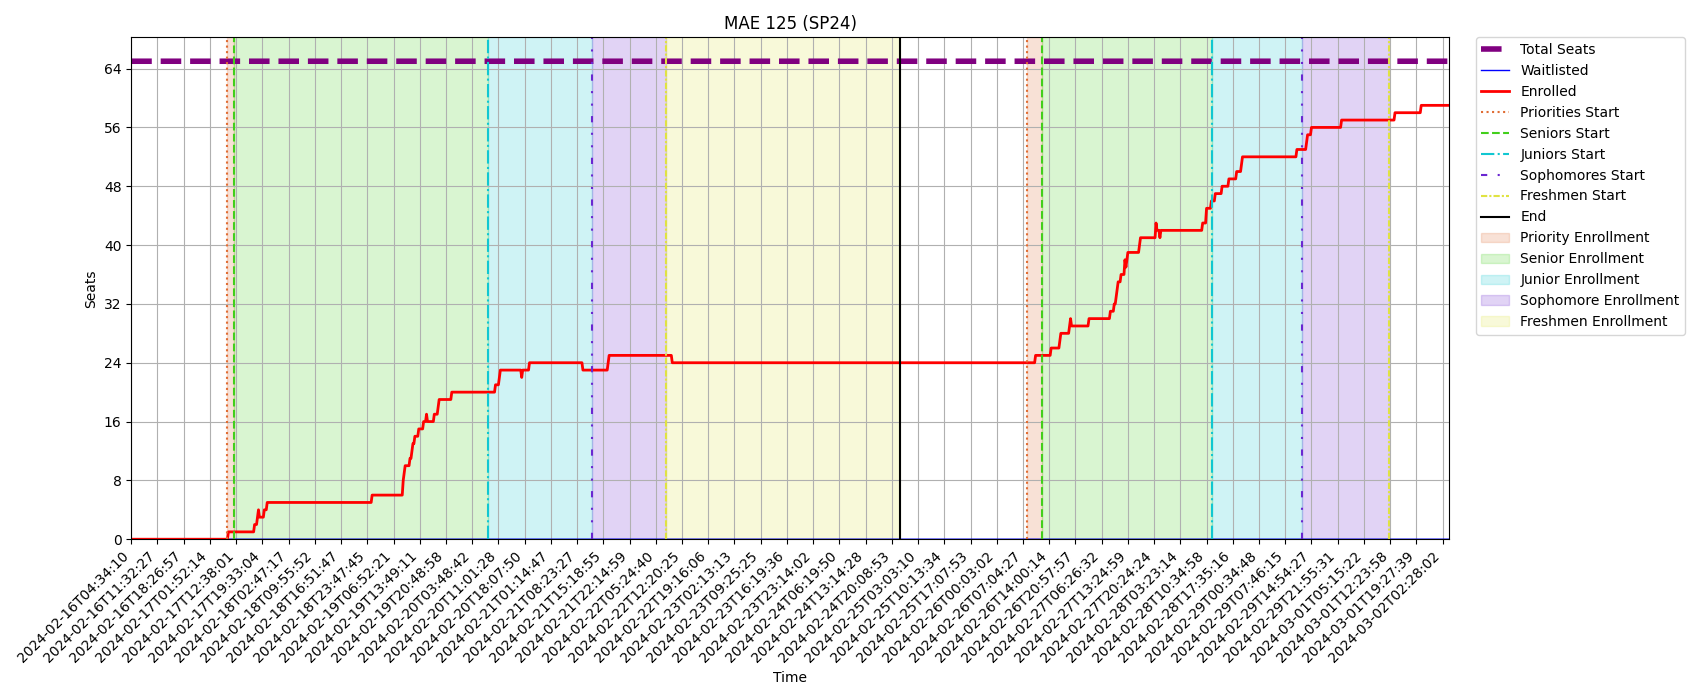 MAE 125 (SP24)
Seats
64
56
48
40
32
24
16
8
0
2024-02-16T04:34:10
2024-02-16T11:32:27
2024-02-16T18:26:57
2024-02-17T01:52:14
2024-02-17T12:38:01
2024-02-17T19:33:04
2024-02-18T02:47:17
2024-02-18T09:55:52
2024-02-18T16:51:47
2024-02-18T23:47:45
2024-02-19T06:52:21
2024-02-19T13:49:11
2024-02-19T20:48:58
2024-02-20T03:48:42
2024-02-20T11:01:28
2024-02-20T18:07:50
2024-02-21T01:14:47
2024-02-21T08:23:27
2024-02-21T15:18:55
2024-02-21T22:14:59
2024-02-22T05:24:40
2024-02-22T12:20:25
2024-02-22T19:16:06
2024-02-23T02:13:13
2024-02-23T09:25:25
2024-02-23T16:19:36
2024-02-23T23:14:02
2024-02-24T06:19:50
2024-02-24T13:14:28
2024-02-24T20:08:53
2024-02-25T03:03:10
2024-02-25T10:13:34
2024-02-25T17:07:53
2024-02-26T00:03:02
2024-02-26T07:04:27
2024-02-26T14:00:14
2024-02-26T20:57:57
2024-02-27T06:26:32
2024-02-27T13:24:59
2024-02-27T20:24:24
2024-02-28T03:23:14
2024-02-28T10:34:58
2024-02-28T17:35:16
2024-02-29T00:34:48
2024-02-29T07:46:15
2024-02-29T14:54:27
2024-02-29T21:55:31
2024-03-01T05:15:22
2024-03-01T12:23:58
2024-03-01T19:27:39
2024-03-02T02:28:02
Time
Total Seats
Waitlisted
Enrolled
Priorities Start
Seniors Start
Juniors Start
Sophomores Start
Freshmen Start
End
Priority Enrollment
Senior Enrollment
Junior Enrollment
Sophomore Enrollment
Freshmen Enrollment